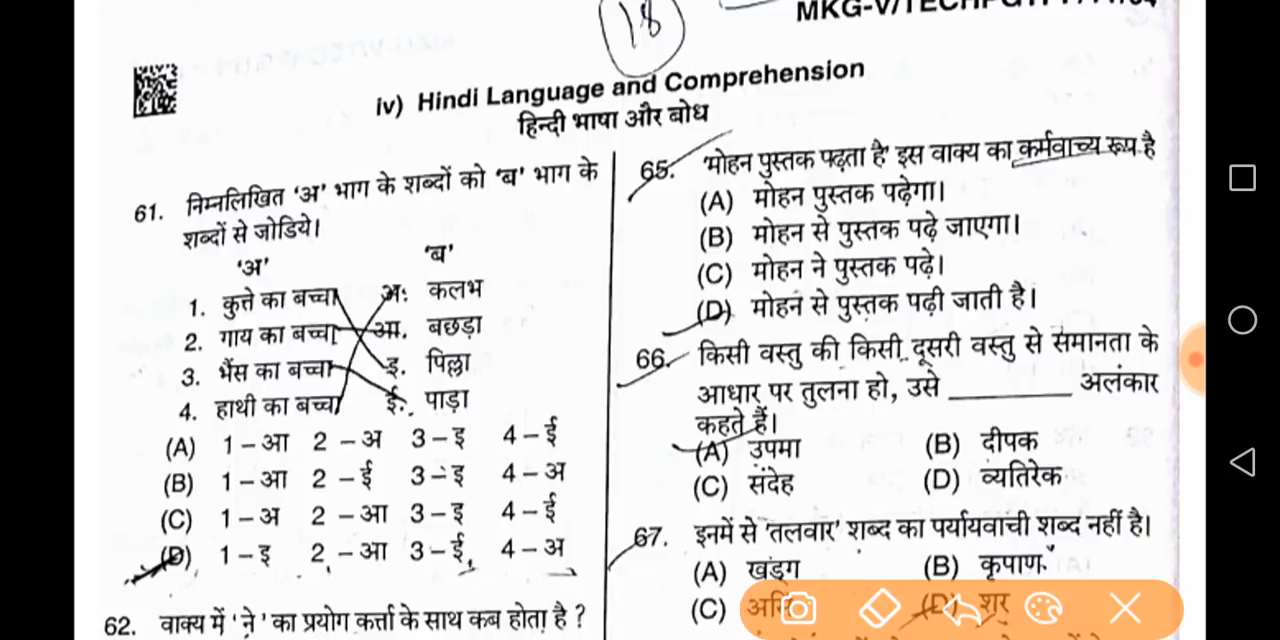 18
MKG-V/TECHPGT
iv) Hindi Language and Comprehension
हिन्दी भाषा और बोध
61. निम्नलिखित 'अ' भाग के शब्दों को 'ब' भाग के
शब्दों से जोडिये।
'अ' 'ब'
1. कुत्ते का बच्चा अ. कलभ
2. गाय का बच्चा आ. बछड़ा
3. भैंस का बच्चा इ. पिल्ला
4. हाथी का बच्चा ई. पाड़ा
(A) 1 – आ 2 – अ 3 – इ 4 – ई
(B) 1 – आ 2 – ई 3 – इ 4 – अ
(C) 1 – अ 2 – आ 3 – इ 4 – ई
(D) 1 – इ 2 – आ 3 – ई 4 – अ
62. वाक्य में 'ने' का प्रयोग कर्त्ता के साथ कब होता है ?
65. 'मोहन पुस्तक पढ़ता है' इस वाक्य का कर्मवाच्य रूप है
(A) मोहन पुस्तक पढ़ेगा।
(B) मोहन से पुस्तक पढ़े जाएगा।
(C) मोहन ने पुस्तक पढ़े।
(D) मोहन से पुस्तक पढ़ी जाती है।
66. किसी वस्तु की किसी दूसरी वस्तु से समानता के
आधार पर तुलना हो, उसे ________ अलंकार
कहते हैं।
(A) उपमा (B) दीपक
(C) संदेह (D) व्यतिरेक
67. इनमें से 'तलवार' शब्द का पर्यायवाची शब्द नहीं है।
(A) खड्ग (B) कृपाण
(C) असि (D) शर